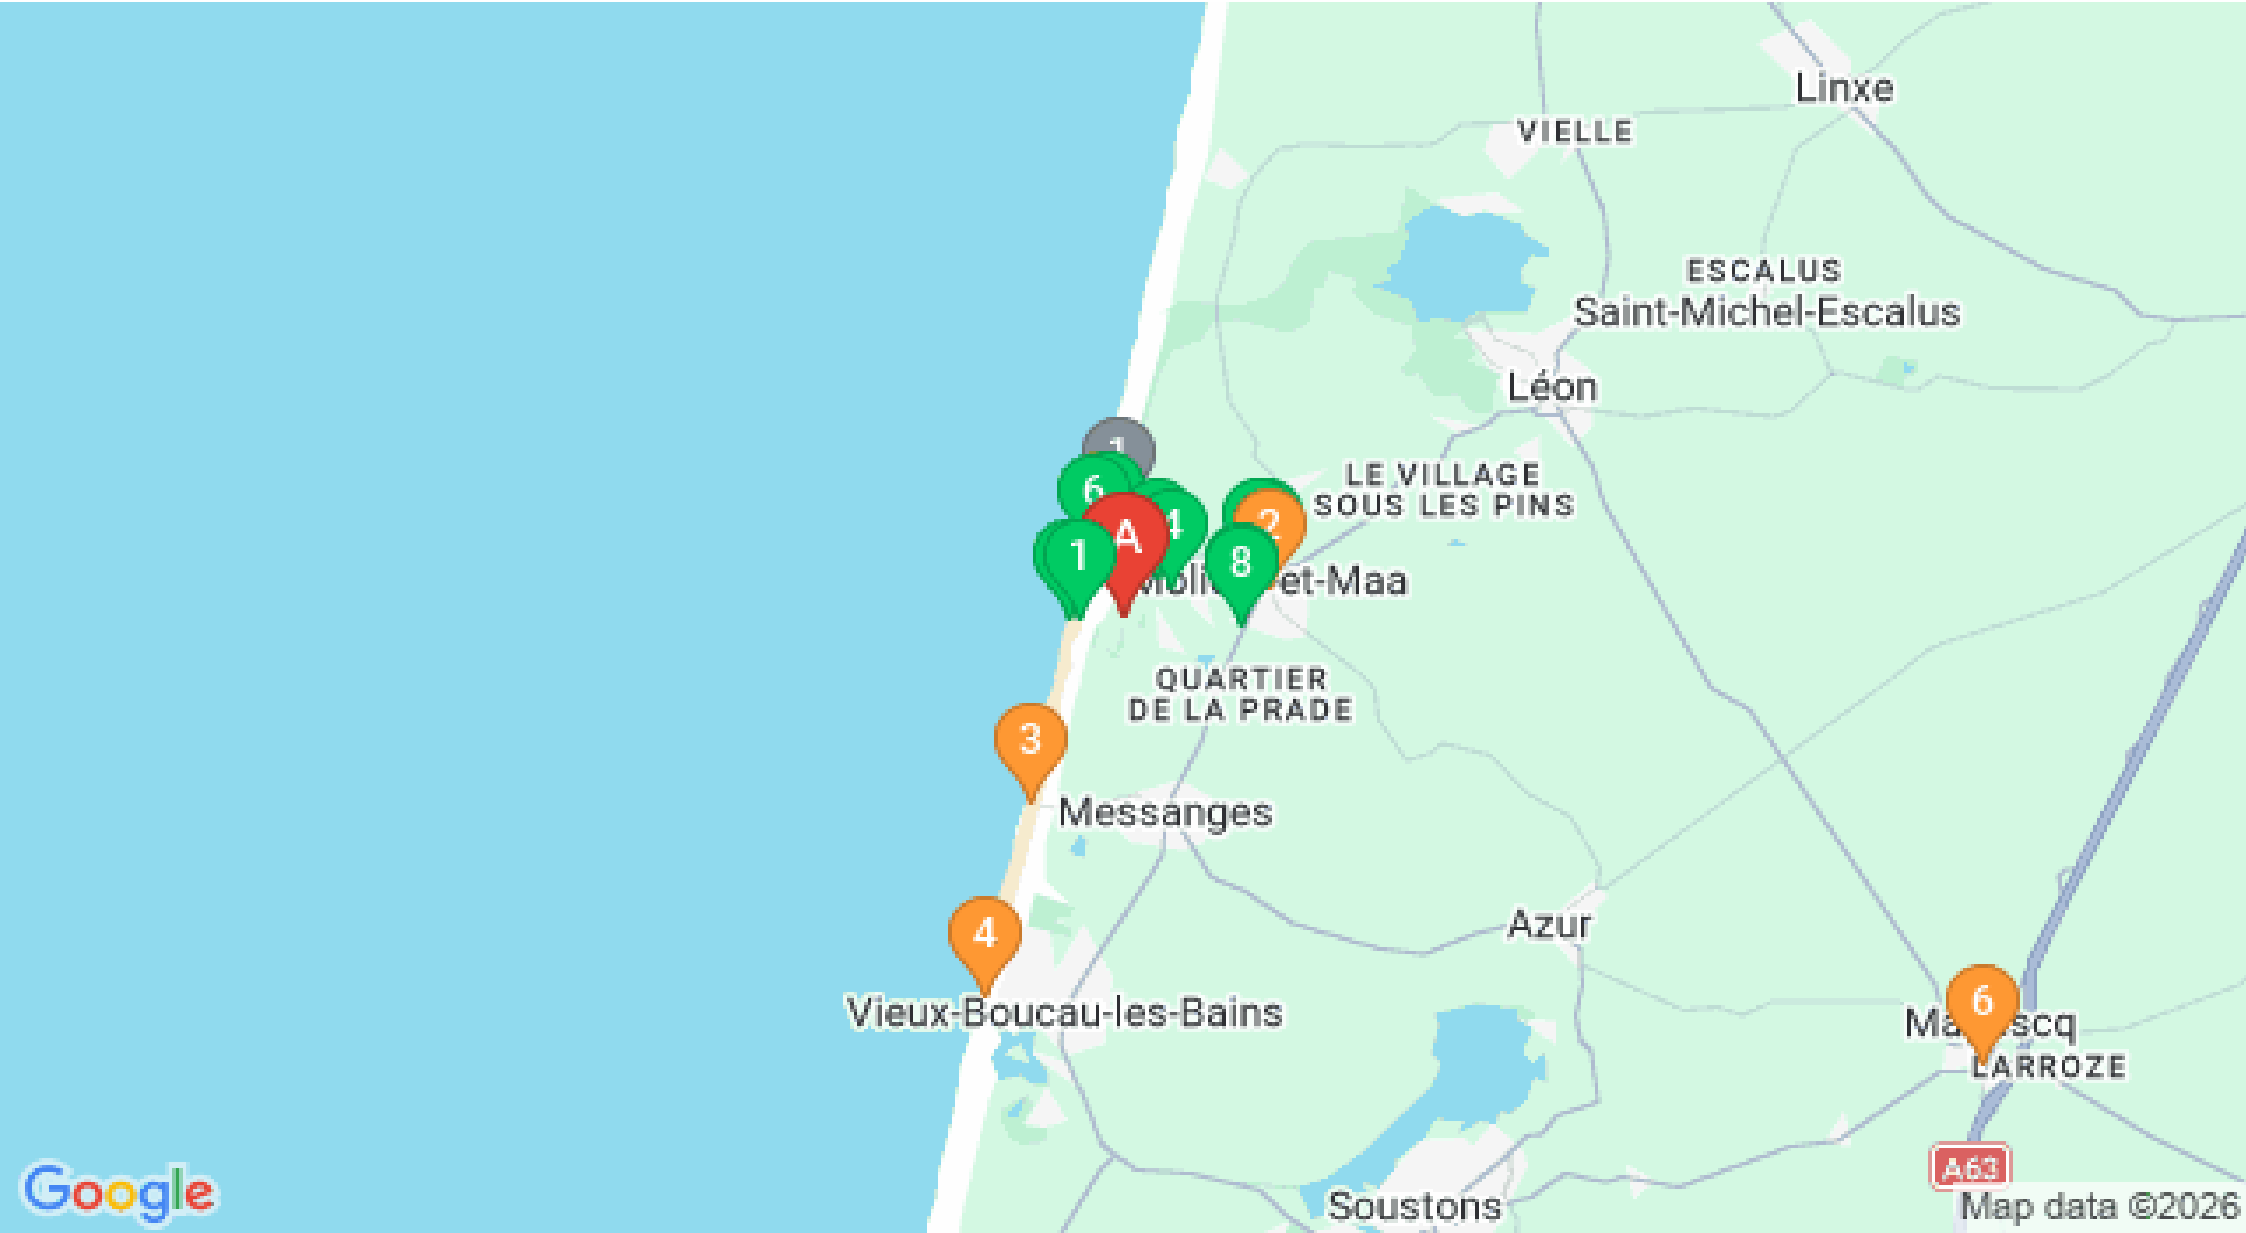 Linxe
VIELLE
ESCALUS
Saint-Michel-Escalus
Léon
1
6
LE VILLAGE
SOUS LES PINS
4
2
A
1
8
et-Maa
QUARTIER
DE LA PRADE
3
Messanges
4
Azur
6
Vieux-Boucau-les-Bains
LARROZE
A63
Google
Soustons
Map data ©2026